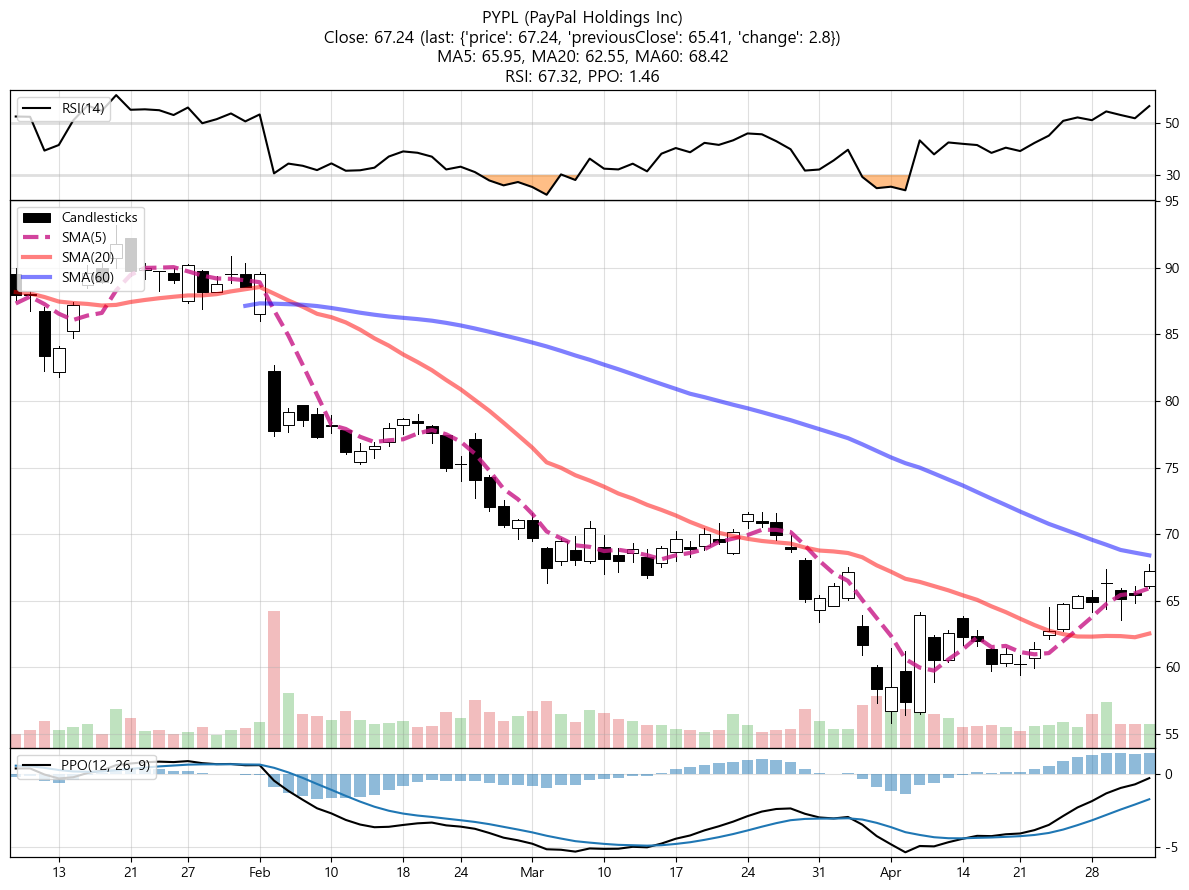 PYPL (PayPal Holdings Inc)
Close: 67.24 (last: {'price': 67.24, 'previousClose': 65.41, 'change': 2.8})
MA5: 65.95, MA20: 62.55, MA60: 68.42
RSI: 67.32, PPO: 1.46
RSI(14)
50
30
95
Candlesticks
SMA(5)
SMA(20)
SMA(60)
90
85
80
75
70
65
60
55
PPO(12, 26, 9)
0
-5
13 21 27 Feb 10 18 24 Mar 10 17 24 31 Apr 14 21 28